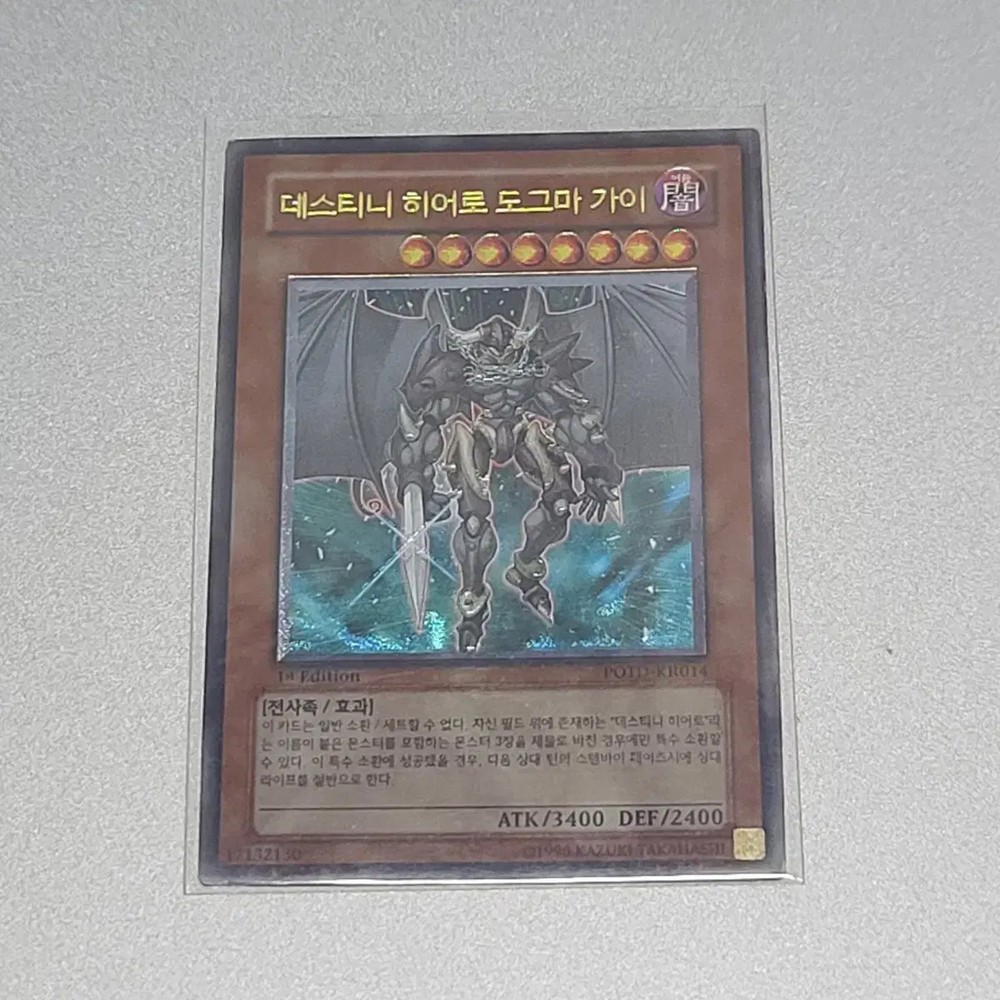 데스티니 히어로 도그마 가이
어둠
闇
1st Edition
POTD-KR014
[전사족 / 효과]
이 카드는 일반 소환 / 세트할 수 없다. 자신 필드 위에 존재하는 "데스티니 히어로"라
는 이름이 붙은 몬스터를 포함하는 몬스터 3장을 제물로 바친 경우에만 특수 소환할
수 있다. 이 특수 소환에 성공했을 경우, 다음 상대 턴의 스탠바이 페이즈시에 상대
라이프를 절반으로 한다.
ATK/3400 DEF/2400
17132130
©1996 KAZUKI TAKAHASHI